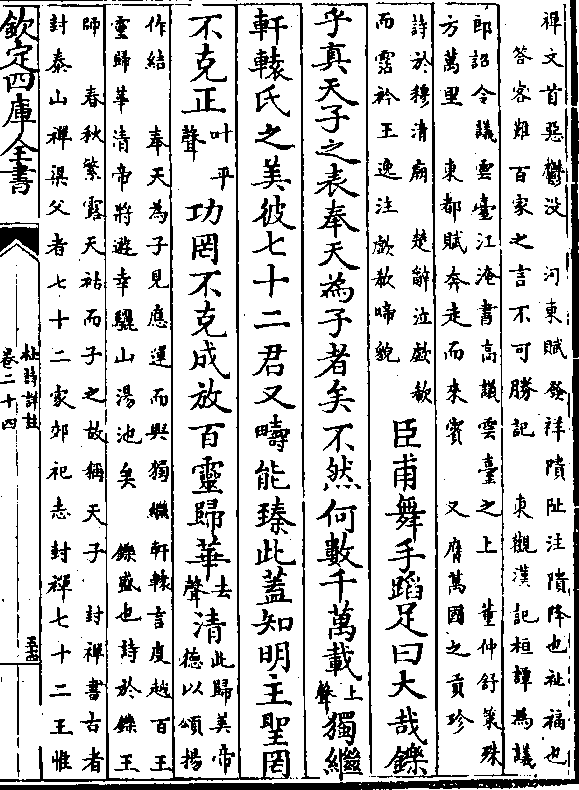 禪文首惡鬱没　河東賦發祥隤祉注隤降也祉福也
答客難百家之言不可勝記　東觀漢記桓譚為議
郎詔令議雲臺江淹書高議雲臺之上　董仲舒策殊
方萬里　東都賦奔走而來賓　又膺萬國之貢珍
詩於穆清廟　楚辭泣歔欷
而霑衿王逸注歔欷啼貌
臣甫舞手蹈足曰大哉鑠
乎真天子之表奉天為子者矣不然何數千萬載上聲獨繼
軒轅氏之美彼七十二君又疇能臻此蓋知明主聖罔
不克正叶平聲功罔不克成放百靈歸華去聲清此歸美帝德以頌揚
作結　奉天為子見應運而興獨繼軒轅言度越百王
靈歸華清帝將遊幸驪山湯池矣　鑠盛也詩於鑠王
師　春秋繁露天祐而子之故稱天子　封禪書古者
封泰山禪梁父者七十二家郊祀志封禪七十二王惟
欽定四庫全書
杜詩詳註
卷二十四